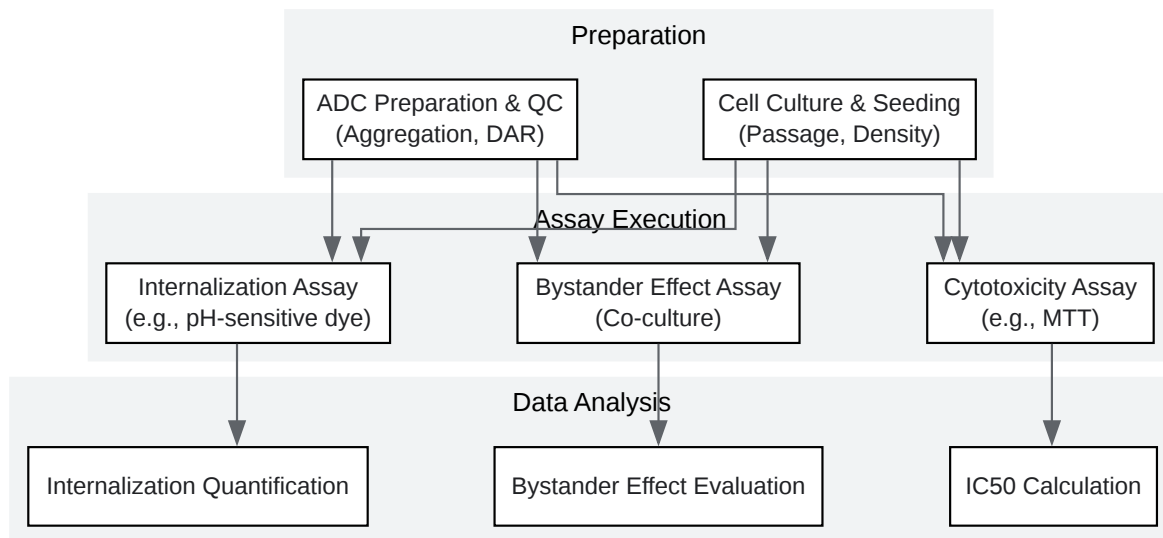 Preparation
ADC Preparation & QC
(Aggregation, DAR)
Cell Culture & Seeding
(Passage, Density)
Assay Execution
Internalization Assay
(e.g., pH-sensitive dye)
Bystander Effect Assay
(Co-culture)
Cytotoxicity Assay
(e.g., MTT)
Data Analysis
Internalization Quantification
Bystander Effect Evaluation
IC50 Calculation